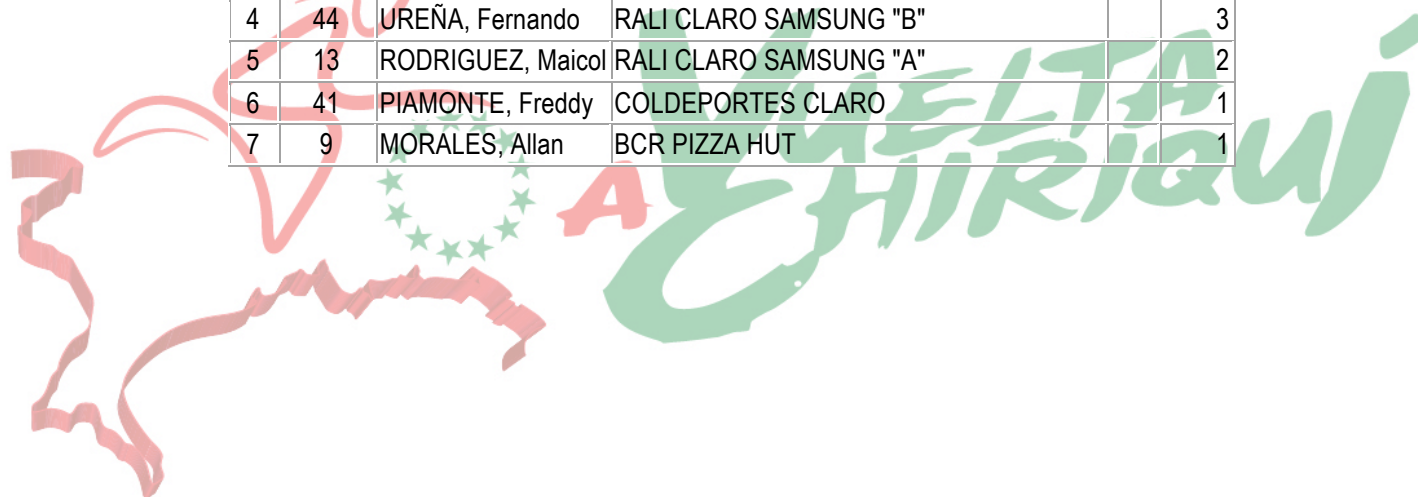 4 44 UREÑA, Fernando RALI CLARO SAMSUNG "B" 3
5 13 RODRIGUEZ, Maicol RALI CLARO SAMSUNG "A" 2
6 41 PIAMONTE, Freddy COLDEPORTES CLARO 1
7 9 MORALES, Allan BCR PIZZA HUT 1
A VUELTA
CHIRIQUÍ